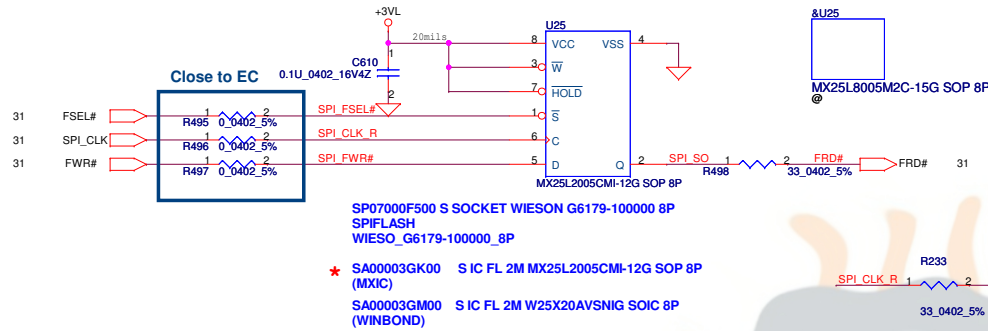 +3VL
U25
&U25
20mils
8 VCC VSS 4
1
C610
0.1U_0402_16V4Z
2
3 W
7 HOLD
MX25L8005M2C-15G SOP 8P
@
Close to EC
31 FSEL# 1 2 SPI_FSEL# 1 S
R495 0_0402_5%
31 SPI_CLK 1 2 SPI_CLK_R 6 C
R496 0_0402_5%
31 FWR# 1 2 SPI_FWR# 5 D Q 2 SPI_SO 1 2 FRD# FRD# 31
R497 0_0402_5%
R498 33_0402_5%
MX25L2005CMI-12G SOP 8P
SP07000F500 S SOCKET WIESON G6179-100000 8P
SPIFLASH
WIESO_G6179-100000_8P
* SA00003GK00 S IC FL 2M MX25L2005CMI-12G SOP 8P
(MXIC)
SA00003GM00 S IC FL 2M W25X20AVSNIG SOIC 8P
(WINBOND)
R233
SPI_CLK_R 1 2
33_0402_5%